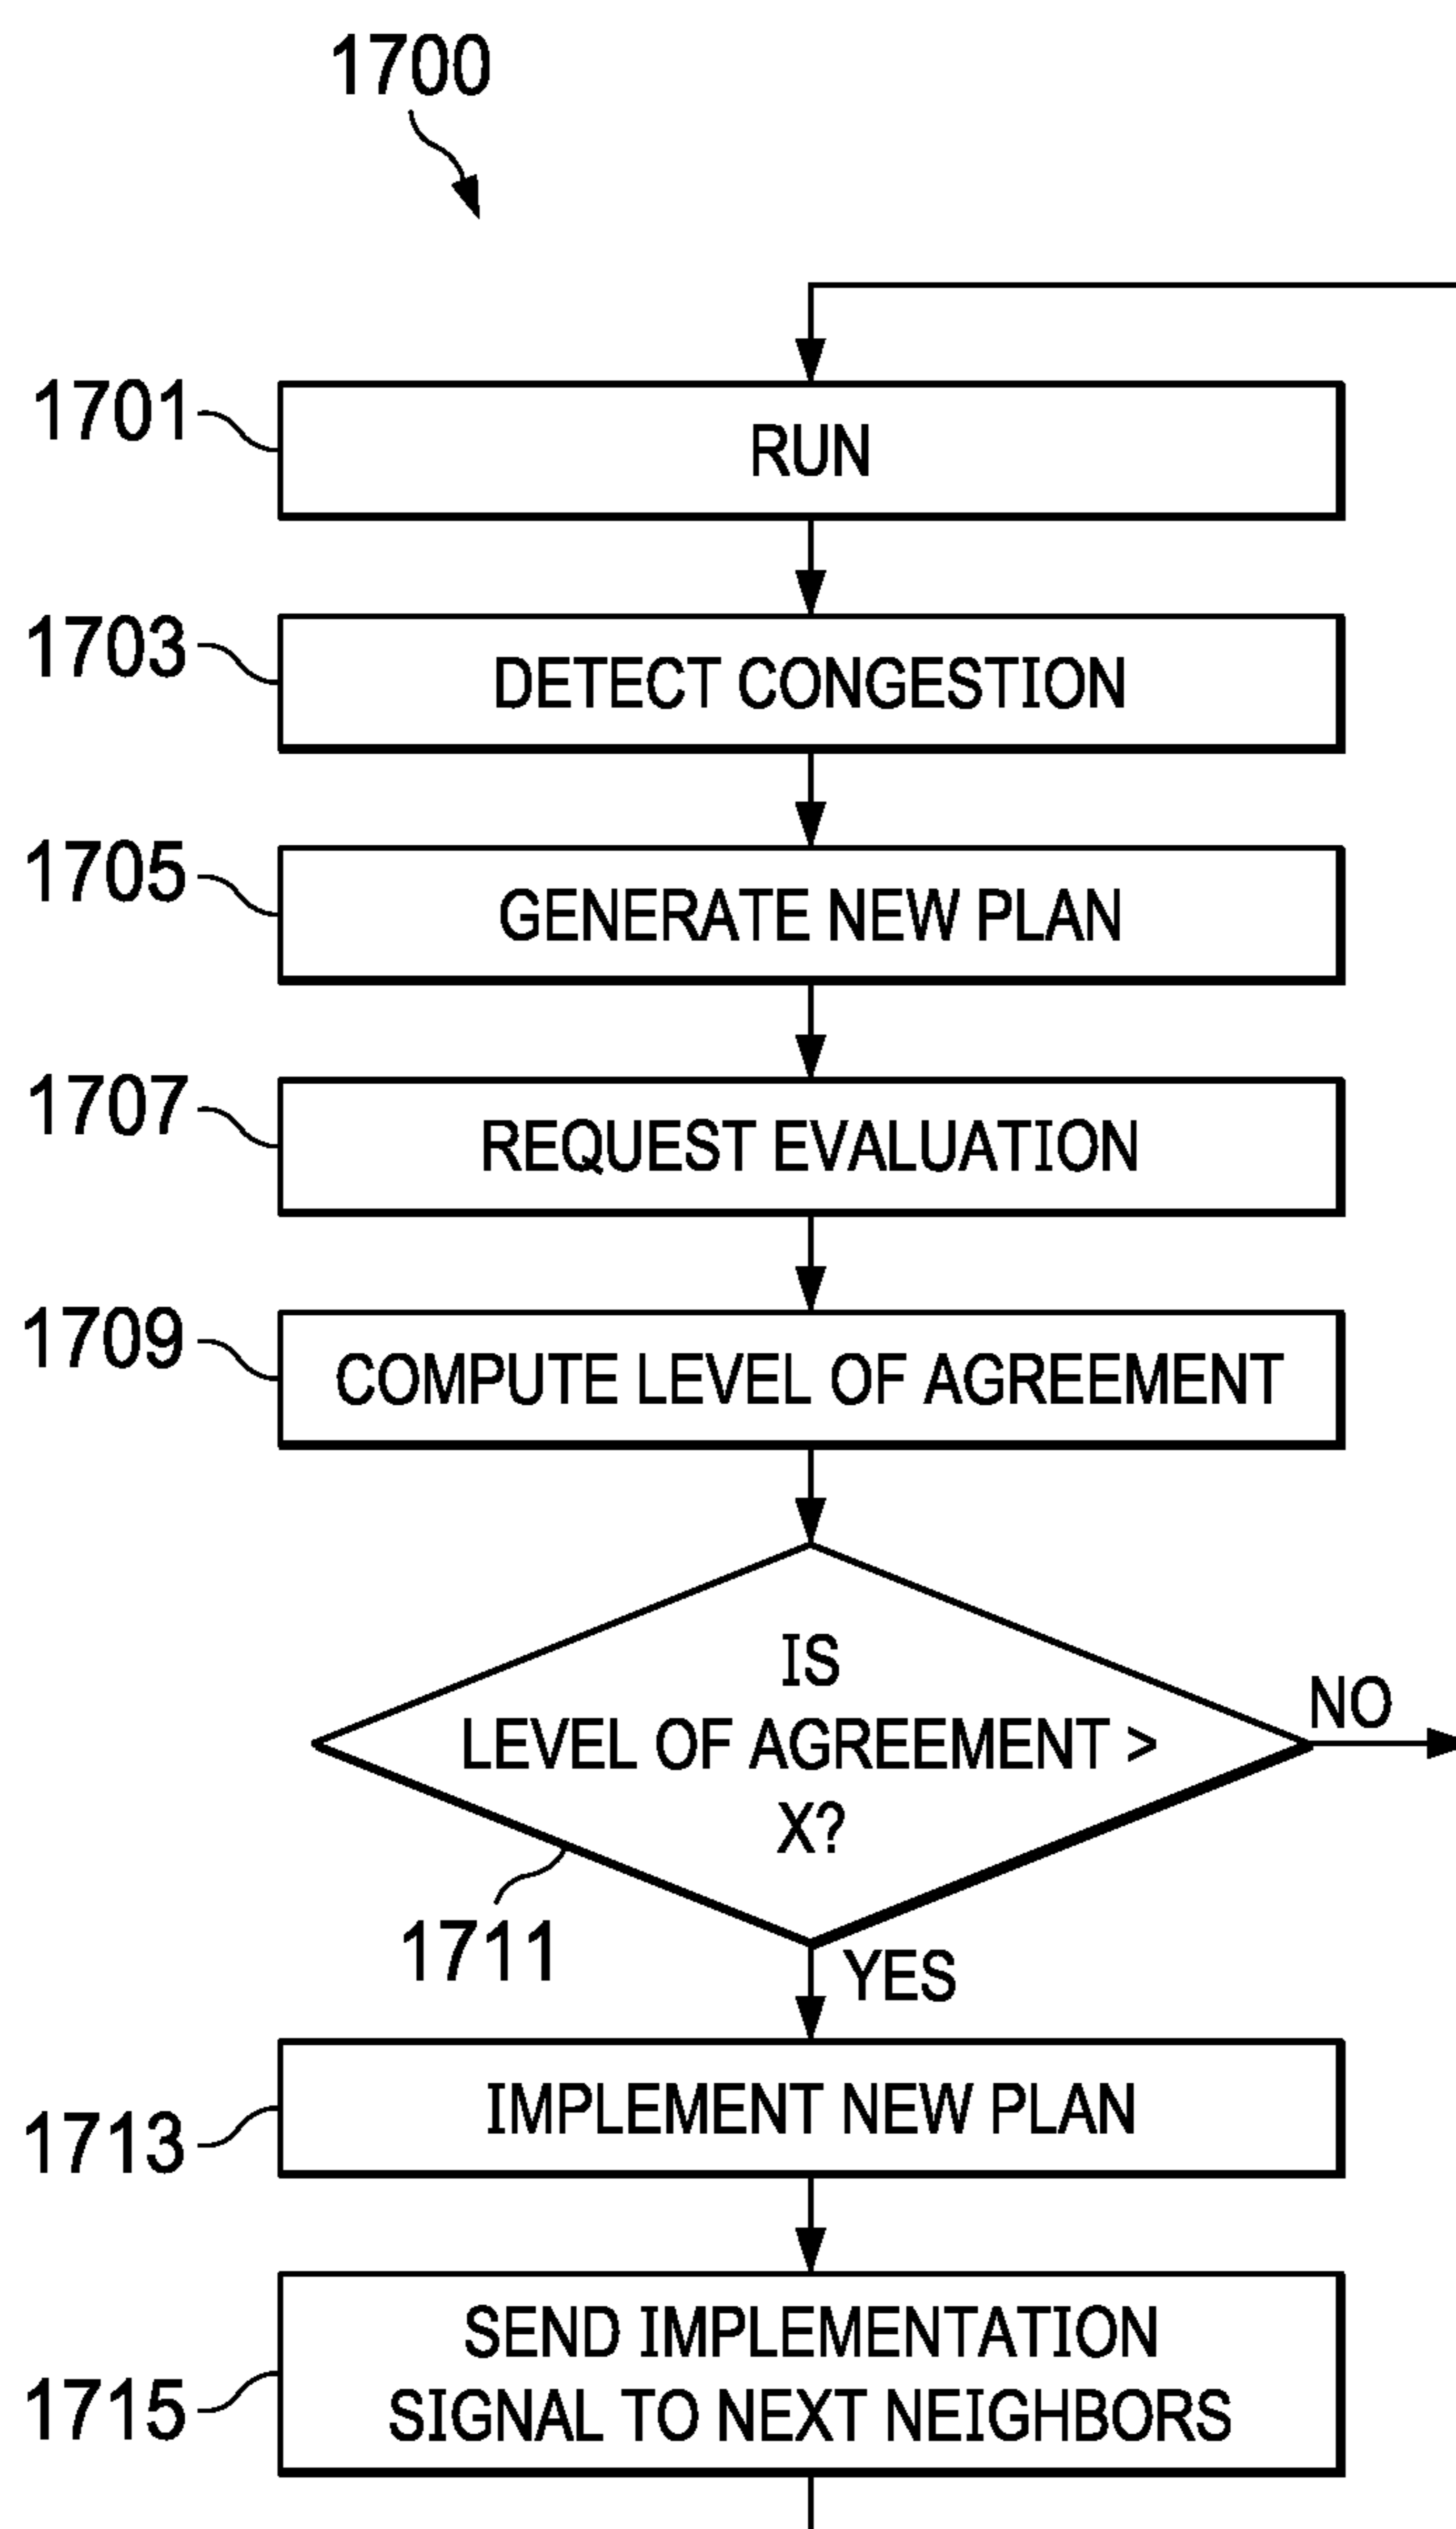 1700
1701
RUN
1703
DETECT CONGESTION
1705
GENERATE NEW PLAN
1707
REQUEST EVALUATION
1709
COMPUTE LEVEL OF AGREEMENT
IS
LEVEL OF AGREEMENT >
X?
NO
1711
YES
1713
IMPLEMENT NEW PLAN
1715
SEND IMPLEMENTATION
SIGNAL TO NEXT NEIGHBORS